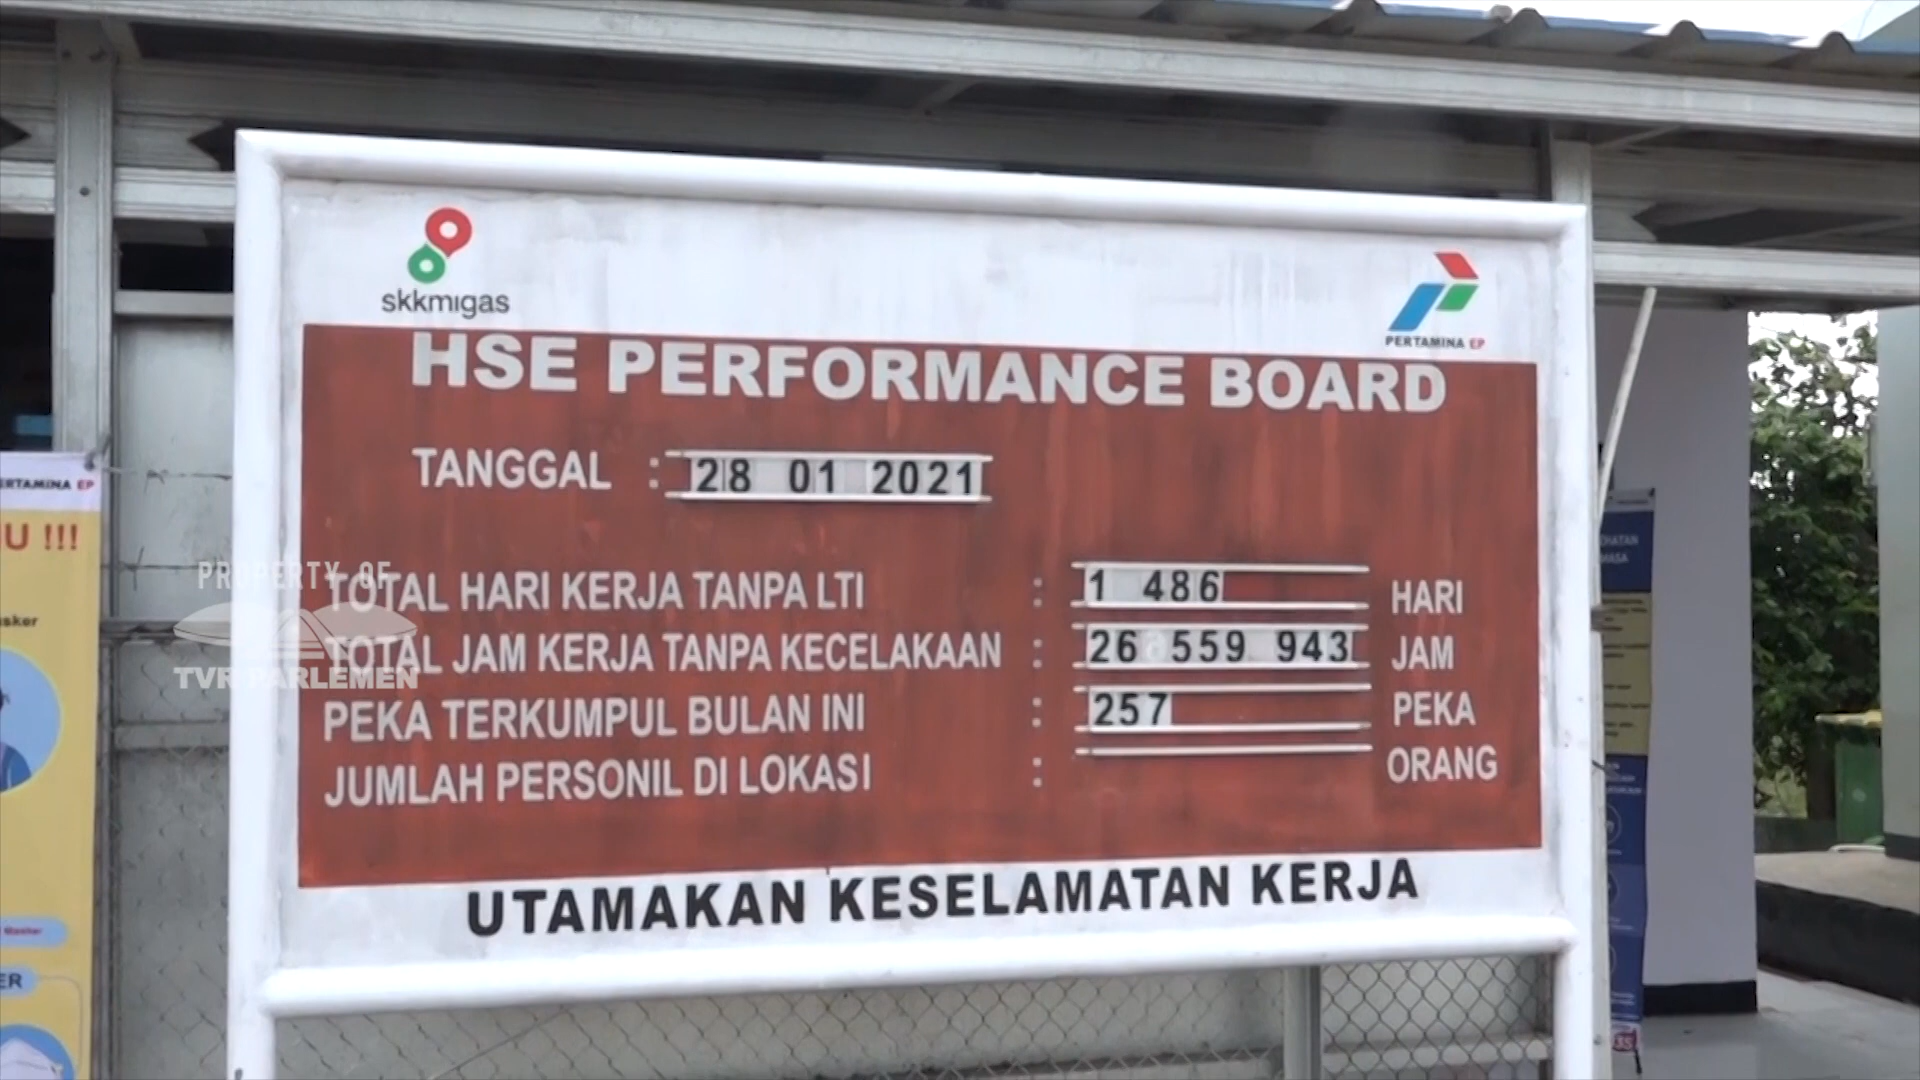 skkmigas
PERTAMINA EP
HSE PERFORMANCE BOARD
TANGGAL : 28 01 2021
TOTAL HARI KERJA TANPA LTI : 1 486 HARI
TOTAL JAM KERJA TANPA KECELAKAAN : 26 559 943 JAM
PEKA TERKUMPUL BULAN INI : 257 PEKA
JUMLAH PERSONIL DI LOKASI : ORANG
UTAMAKAN KESELAMATAN KERJA
PROPERTY OF
TVR PARLEMEN
EP
!!!